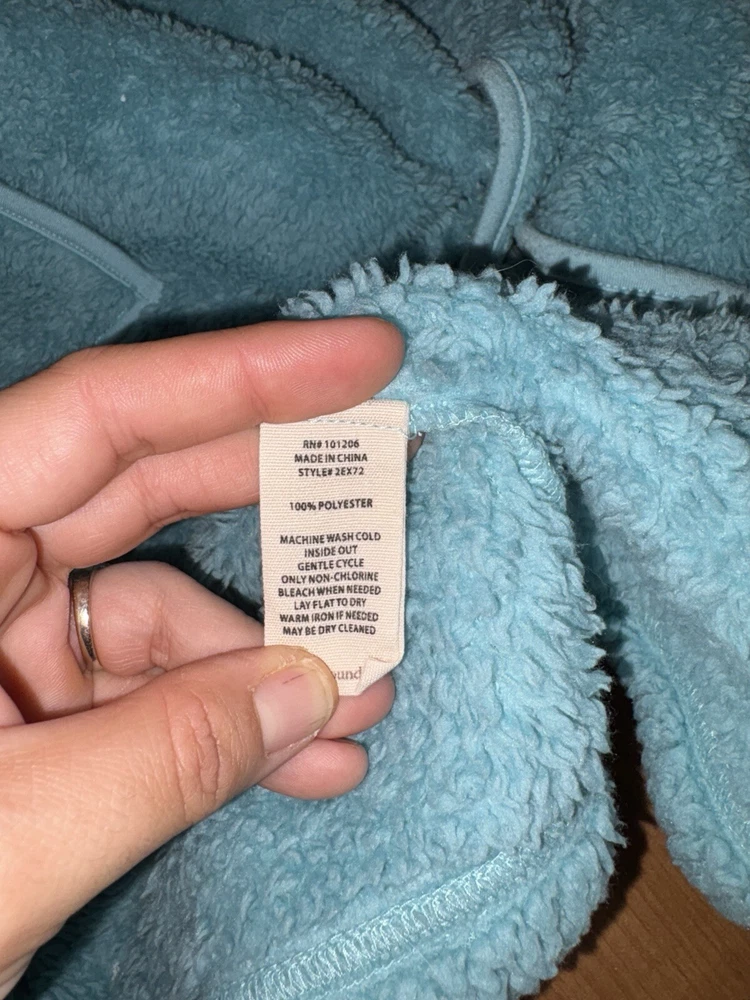 RN# 101206
MADE IN CHINA
STYLE# 2EX72
100% POLYESTER
MACHINE WASH COLD
INSIDE OUT
GENTLE CYCLE
ONLY NON-CHLORINE
BLEACH WHEN NEEDED
LAY FLAT TO DRY
WARM IRON IF NEEDED
MAY BE DRY CLEANED